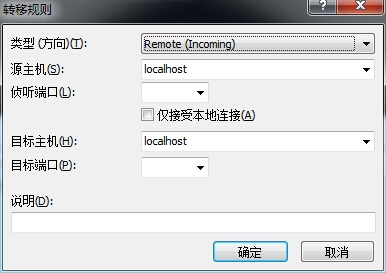 转移规则
类型(方向)(T): Remote (Incoming)
源主机(S): localhost
侦听端口(L):
仅接受本地连接(A)
目标主机(H): localhost
目标端口(P):
说明(D):
确定 取消